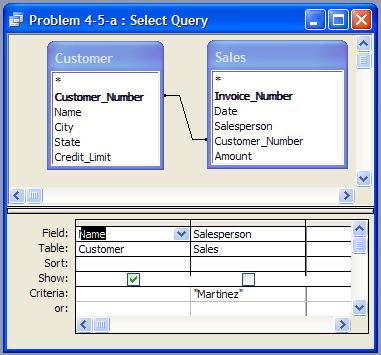 Problem 4-5-a : Select Query
Customer
*
Customer_Number
Name
City
State
Credit_Limit
Sales
*
Invoice_Number
Date
Salesperson
Customer_Number
Amount
Field: Name Salesperson
Table: Customer Sales
Sort:
Show:
Criteria: "Martinez"
or: